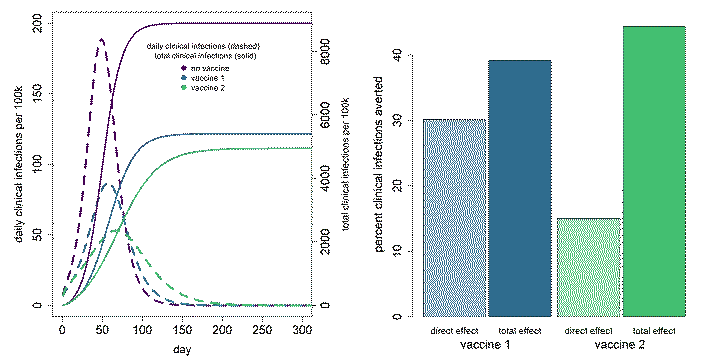 daily clinical infections per 100k
200
150
100
50
0
daily clinical infections (dashed)
total clinical infections (solid)
no vaccine
vaccine 1
vaccine 2
8000
6000
4000
2000
0
total clinical infections per 100k
0 50 100 150 200 250 300
day
percent clinical infections averted
40
30
20
10
0
direct effect total effect direct effect total effect
vaccine 1 vaccine 2